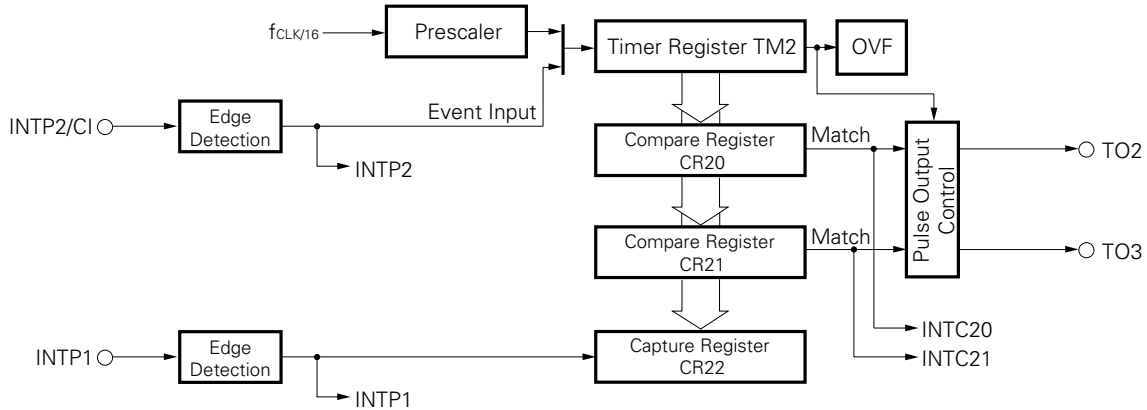 fCLK/16
Prescaler
Timer Register TM2
OVF
INTP2/CI
Edge
Detection
Event Input
INTP2
Compare Register
CR20
Match
Pulse Output
Control
TO2
Compare Register
CR21
Match
TO3
INTC20
INTP1
Edge
Detection
Capture Register
CR22
INTC21
INTP1